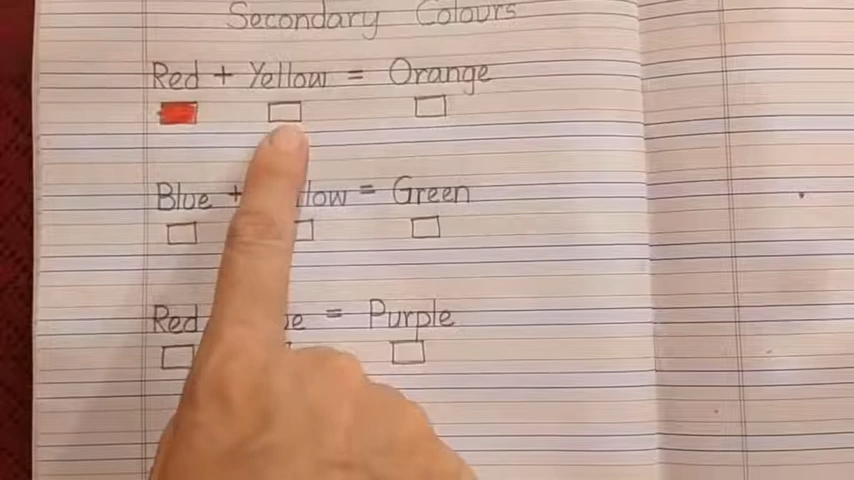 Secondary Colours
Red + Yellow = Orange
Blue + = Green
Red = Purple